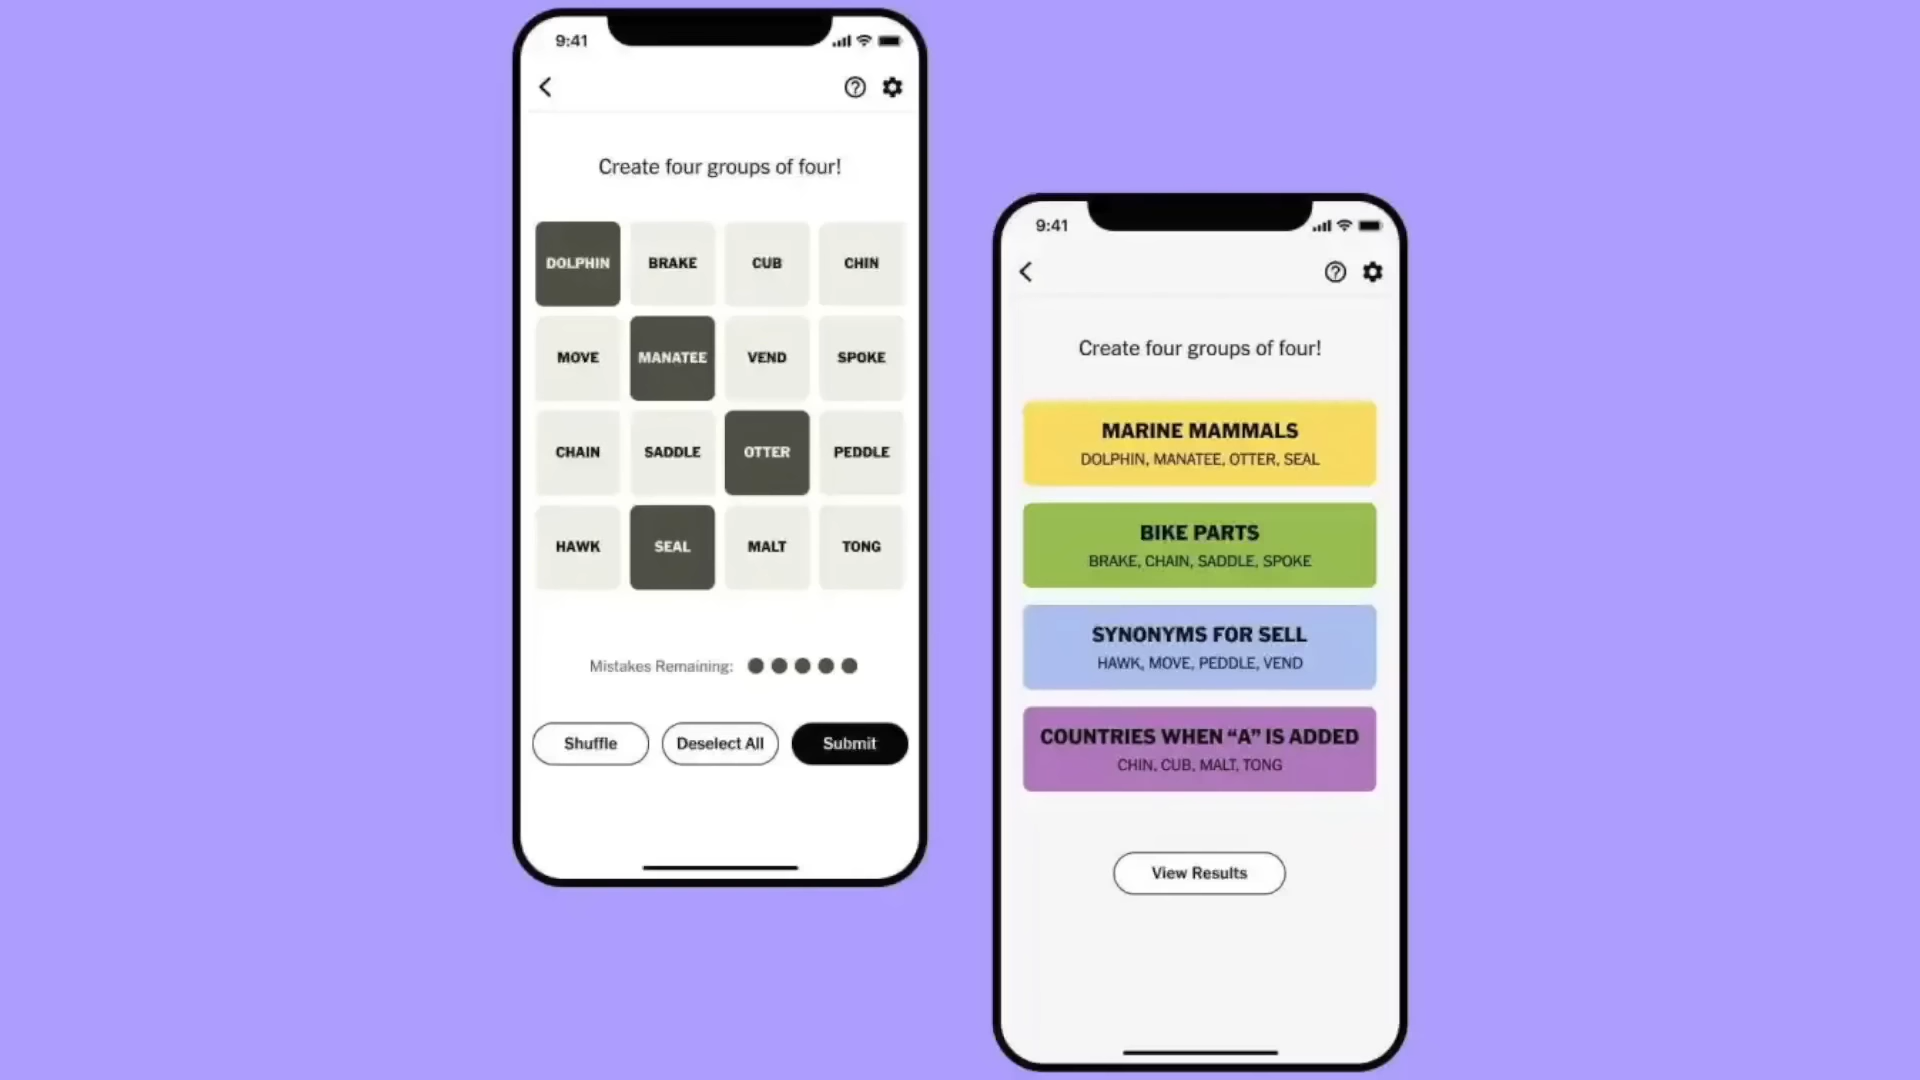 9:41
Create four groups of four!
DOLPHIN BRAKE CUB CHIN
MOVE MANATEE VEND SPOKE
CHAIN SADDLE OTTER PEDDLE
HAWK SEAL MALT TONG
Mistakes Remaining:
Shuffle Deselect All Submit
9:41
Create four groups of four!
MARINE MAMMALS
DOLPHIN, MANATEE, OTTER, SEAL
BIKE PARTS
BRAKE, CHAIN, SADDLE, SPOKE
SYNONYMS FOR SELL
HAWK, MOVE, PEDDLE, VEND
COUNTRIES WHEN “A” IS ADDED
CHIN, CUB, MALT, TONG
View Results